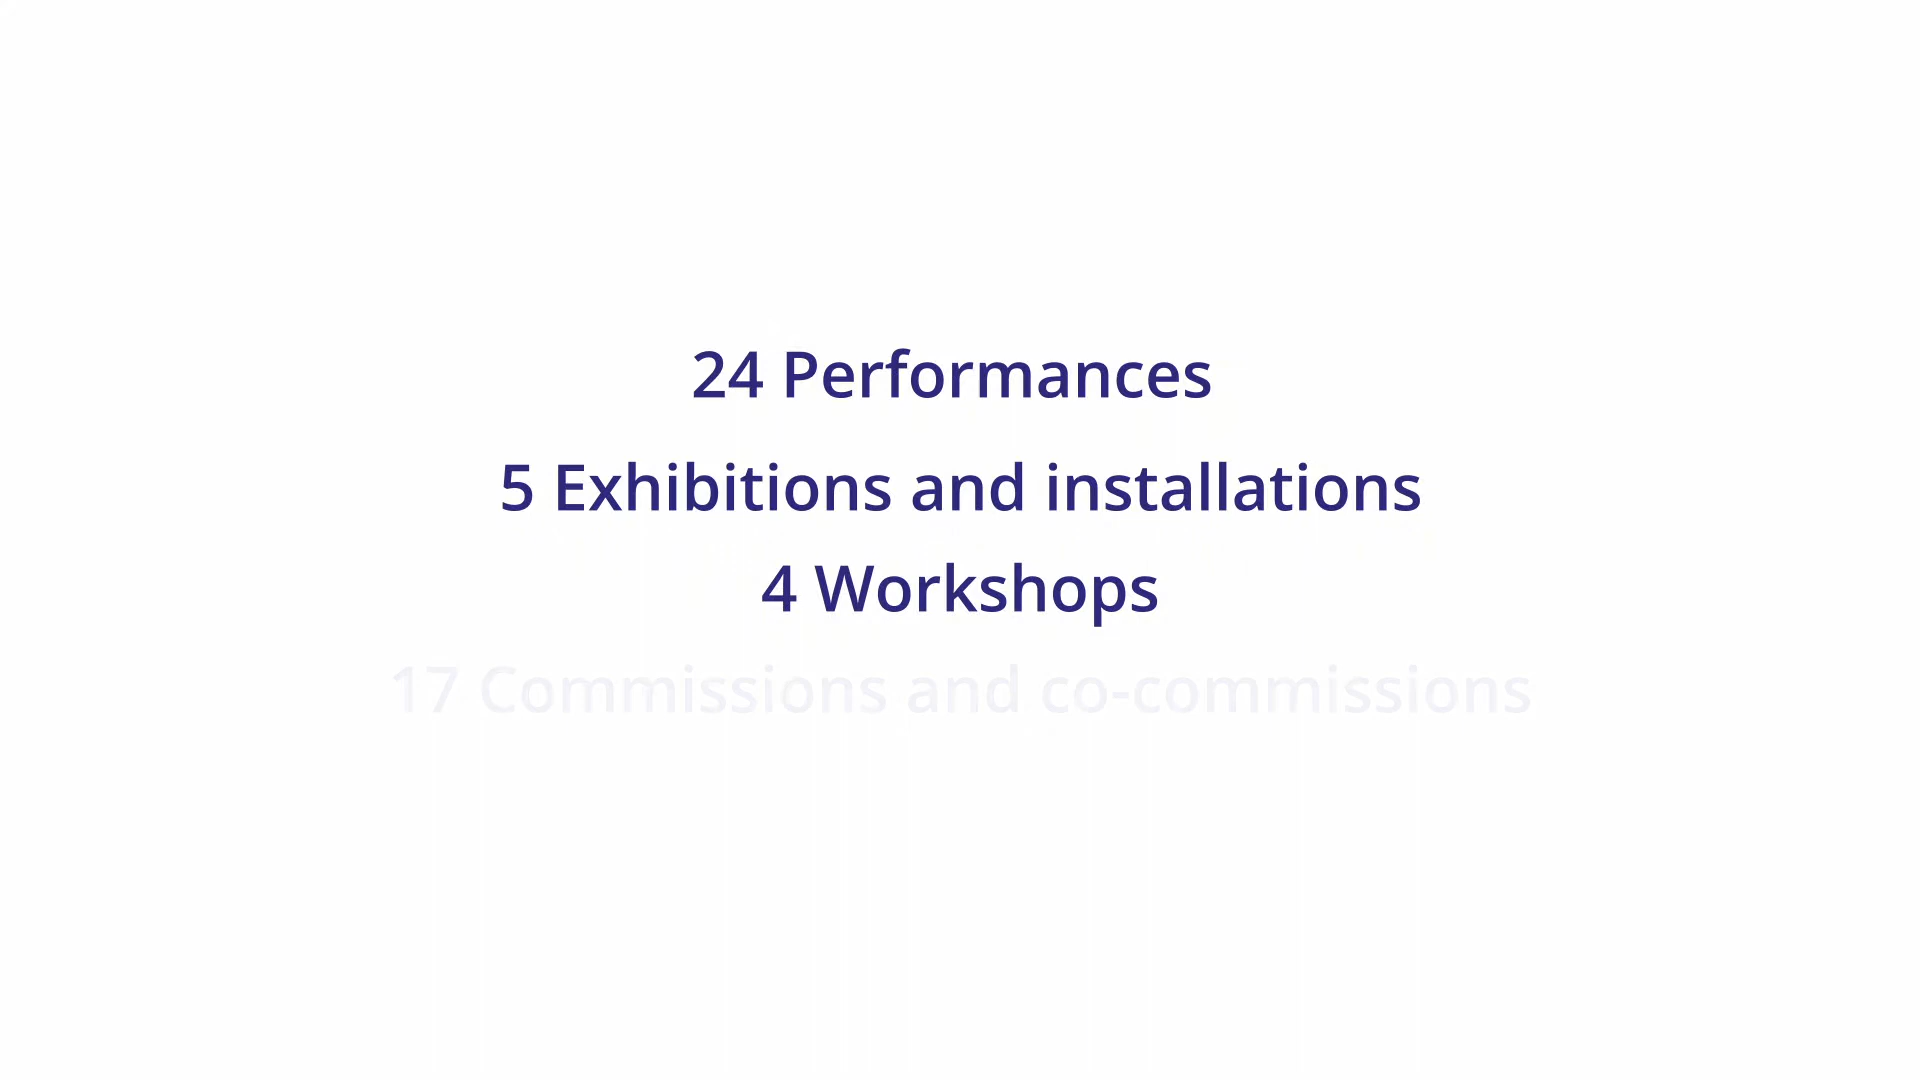 24 Performances
5 Exhibitions and installations
4 Workshops
17 Commissions and co-commissions